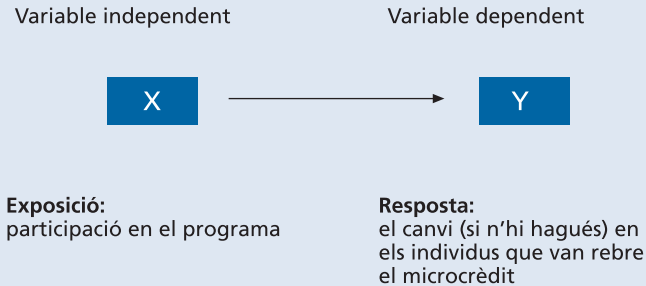 Variable independent
Variable dependent
X
Y
Exposició:
participació en el programa
Resposta:
el canvi (si n’hi hagués) en
els individus que van rebre
el microcrèdit